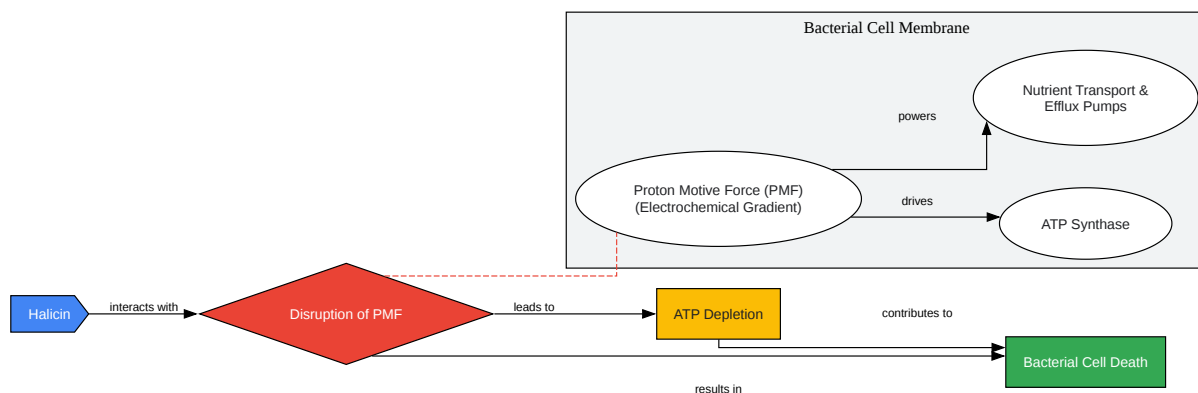 Bacterial Cell Membrane
Nutrient Transport &
Efflux Pumps
powers
Proton Motive Force (PMF)
(Electrochemical Gradient)
drives
ATP Synthase
Halicin
interacts with
Disruption of PMF
leads to
ATP Depletion
contributes to
Bacterial Cell Death
results in